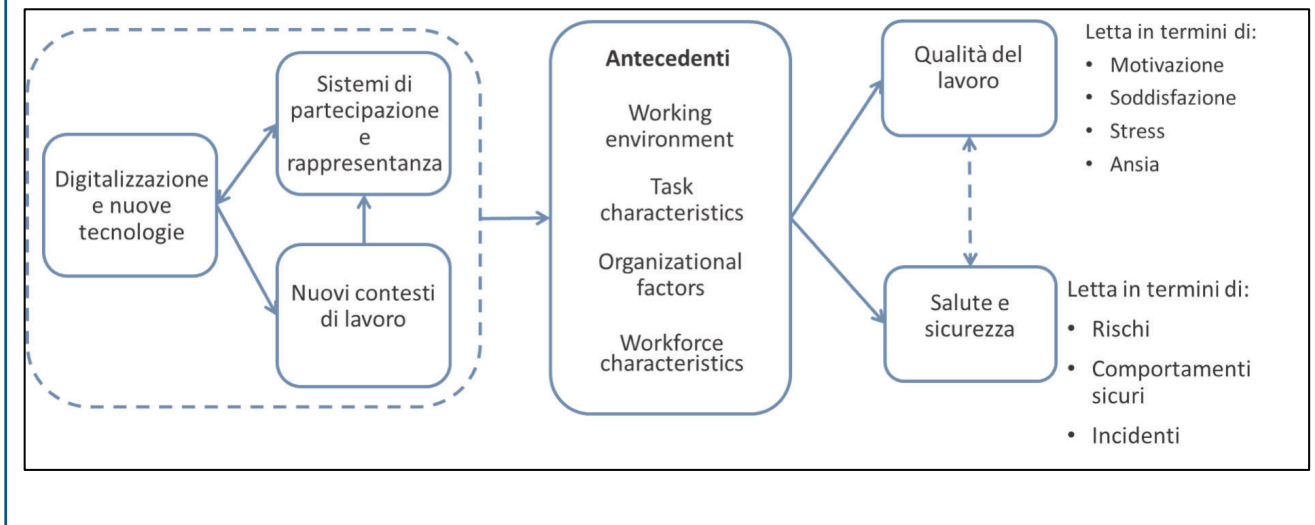 Digitalizzazione
e nuove
tecnologie
Sistemi di
partecipazione
e
rappresentanza
Nuovi contesti
di lavoro
Antecedenti
Working
environment
Task
characteristics
Organizational
factors
Workforce
characteristics
Qualità del
lavoro
Letta in termini di:
• Motivazione
• Soddisfazione
• Stress
• Ansia
Salute e
sicurezza
Letta in termini di:
• Rischi
• Comportamenti
sicuri
• Incidenti